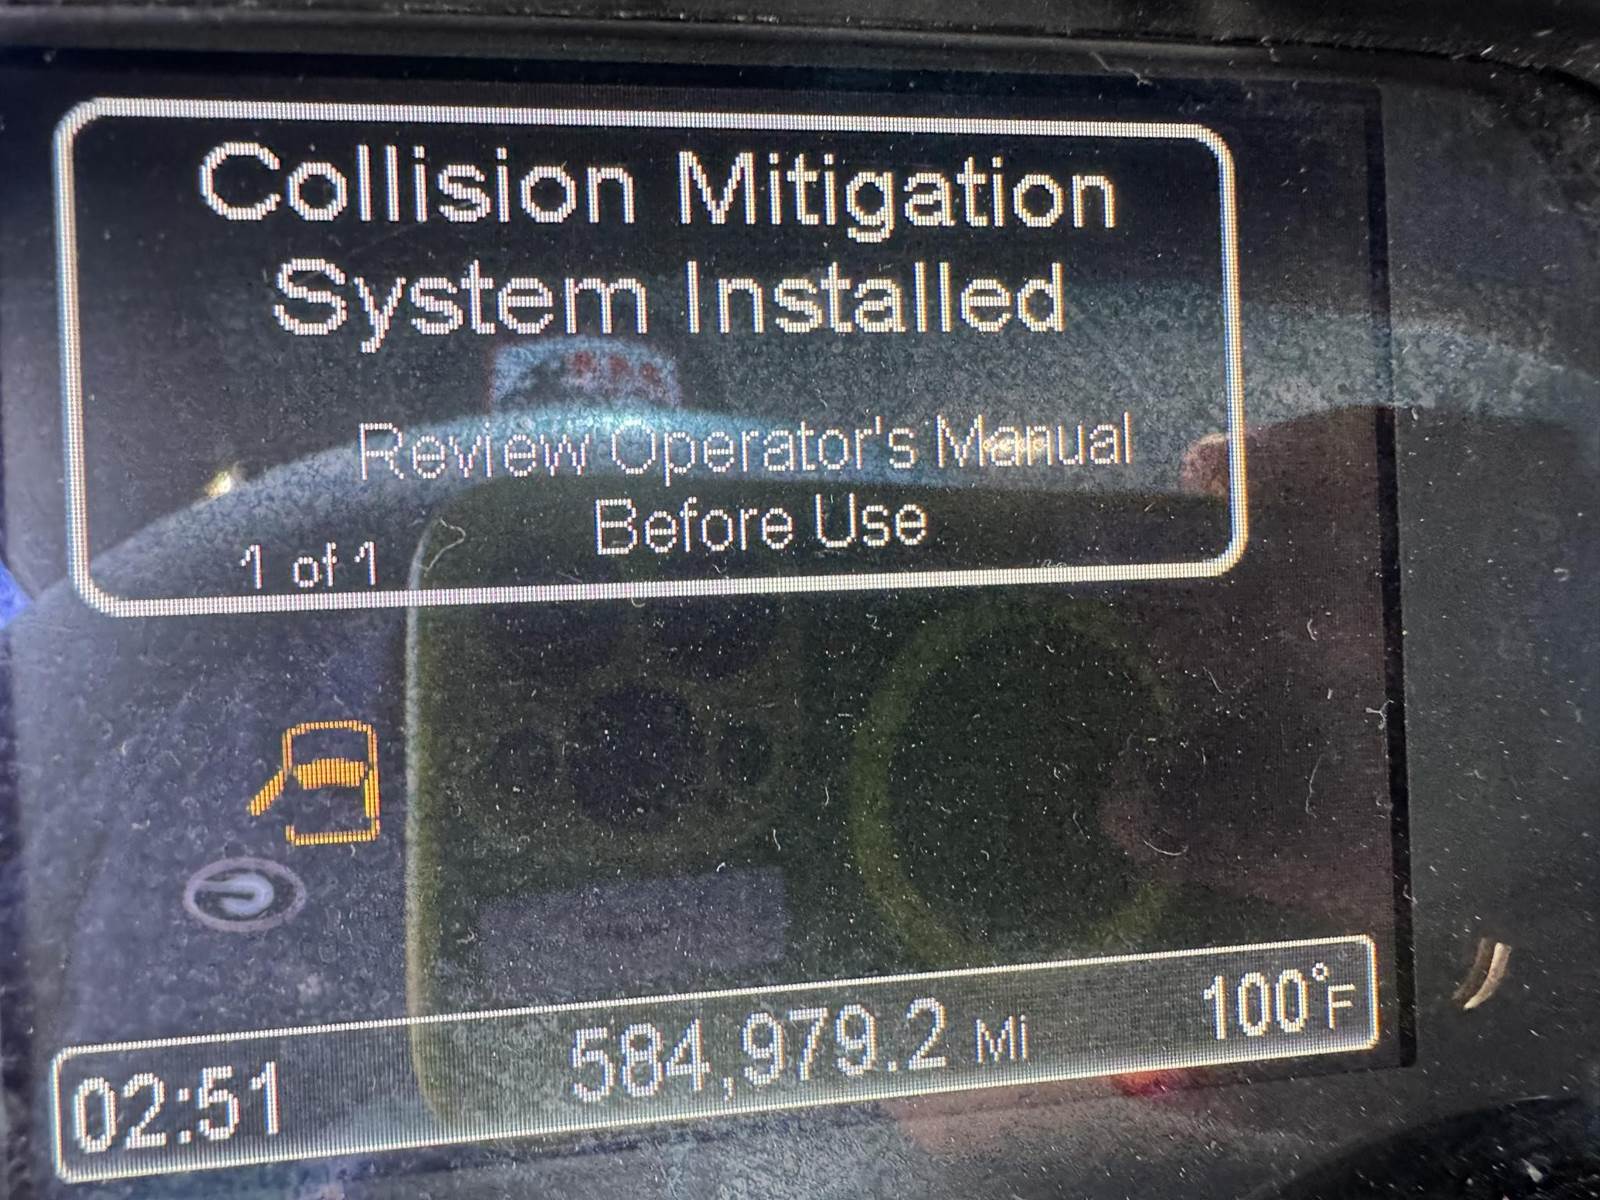 Collision Mitigation
System Installed
Review Operator's Manual
Before Use
1 of 1
02:51
584,979.2 Mi
100°F